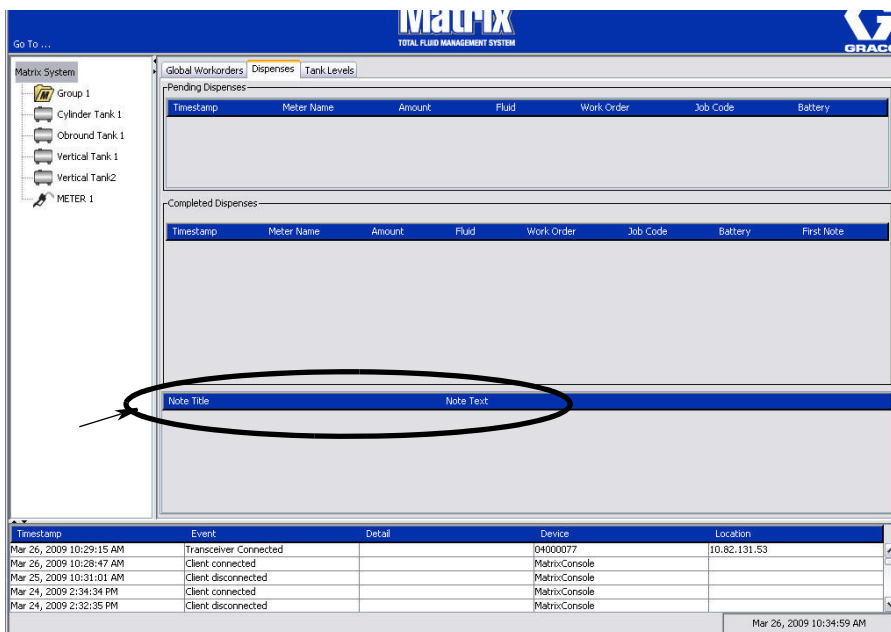 Matrix
TOTAL FLUID MANAGEMENT SYSTEM
GRACO
Go To ...
Matrix System
Group 1
Cylinder Tank 1
Obround Tank 1
Vertical Tank 1
Vertical Tank2
METER 1
Global Workorders Dispenses Tank Levels
Pending Dispenses
Timestamp Meter Name Amount Fluid Work Order Job Code Battery
Completed Dispenses
Timestamp Meter Name Amount Fluid Work Order Job Code Battery First Note
Note Title Note Text
Timestamp Event Detail Device Location
Mar 26, 2009 10:29:15 AM Transceiver Connected 04000077 10.82.131.53
Mar 26, 2009 10:28:47 AM Client connected MatrixConsole
Mar 25, 2009 10:31:01 AM Client disconnected MatrixConsole
Mar 24, 2009 2:34:34 PM Client connected MatrixConsole
Mar 24, 2009 2:32:35 PM Client disconnected MatrixConsole
Mar 26, 2009 10:34:59 AM